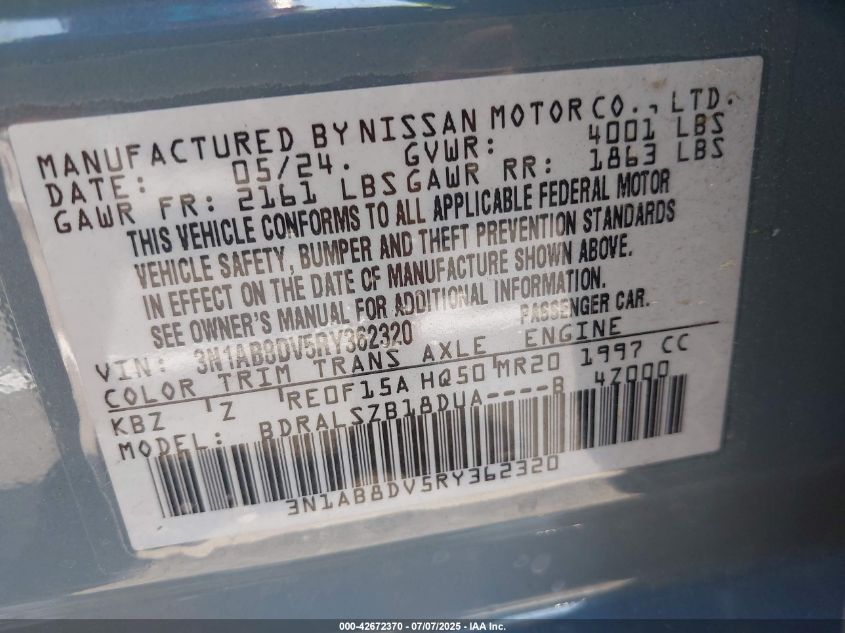 MANUFACTURED BY NISSAN MOTOR CO., LTD.
DATE: 05/24. GVWR: 4001 LBS
GAWR FR: 2161 LBS GAWR RR: 1863 LBS
THIS VEHICLE CONFORMS TO ALL APPLICABLE FEDERAL MOTOR
VEHICLE SAFETY, BUMPER AND THEFT PREVENTION STANDARDS
IN EFFECT ON THE DATE OF MANUFACTURE SHOWN ABOVE.
SEE OWNER'S MANUAL FOR ADDITIONAL INFORMATION.
VIN: 3N1AB8DV5RY362320 PASSENGER CAR.
COLOR TRIM TRANS AXLE ENGINE
KBZ Z RE0F15A HQ50 MR20 1997 CC
MODEL: BDRALSZB18DUA----B 4Z000
3N1AB8DV5RY362320
000-42672370 - 07/07/2025 - IAA Inc.